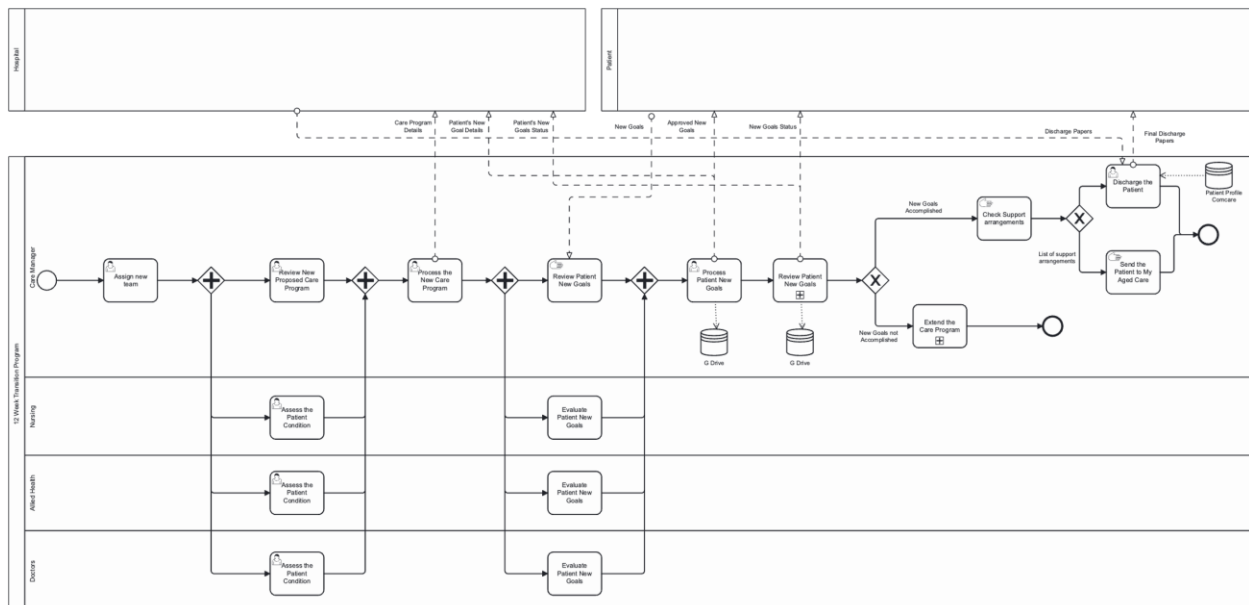 Hospital
Patient
Care Program
Details
Patient's New
Goal Details
Patient's New
Goals Status
New Goals
Approved New
Goals
New Goals Status
Discharge Papers
Final Discharge
Papers
12 Week Transition Program
Care Manager
Assign new
team
Review New
Proposed Care
Program
Process the
New Care
Program
Review Patient
New Goals
Process
Patient New
Goals
G Drive
Review Patient
New Goals
G Drive
New Goals
Accomplished
New Goals not
Accomplished
Check Support
arrangements
Extend the
Care Program
Discharge the
Patient
Patient Profile
Comcare
List of support
arrangements
Send the
Patient to My
Aged Care
Nursing
Assess the
Patient
Condition
Evaluate
Patient New
Goals
Allied Health
Assess the
Patient
Condition
Evaluate
Patient New
Goals
Doctors
Assess the
Patient
Condition
Evaluate
Patient New
Goals